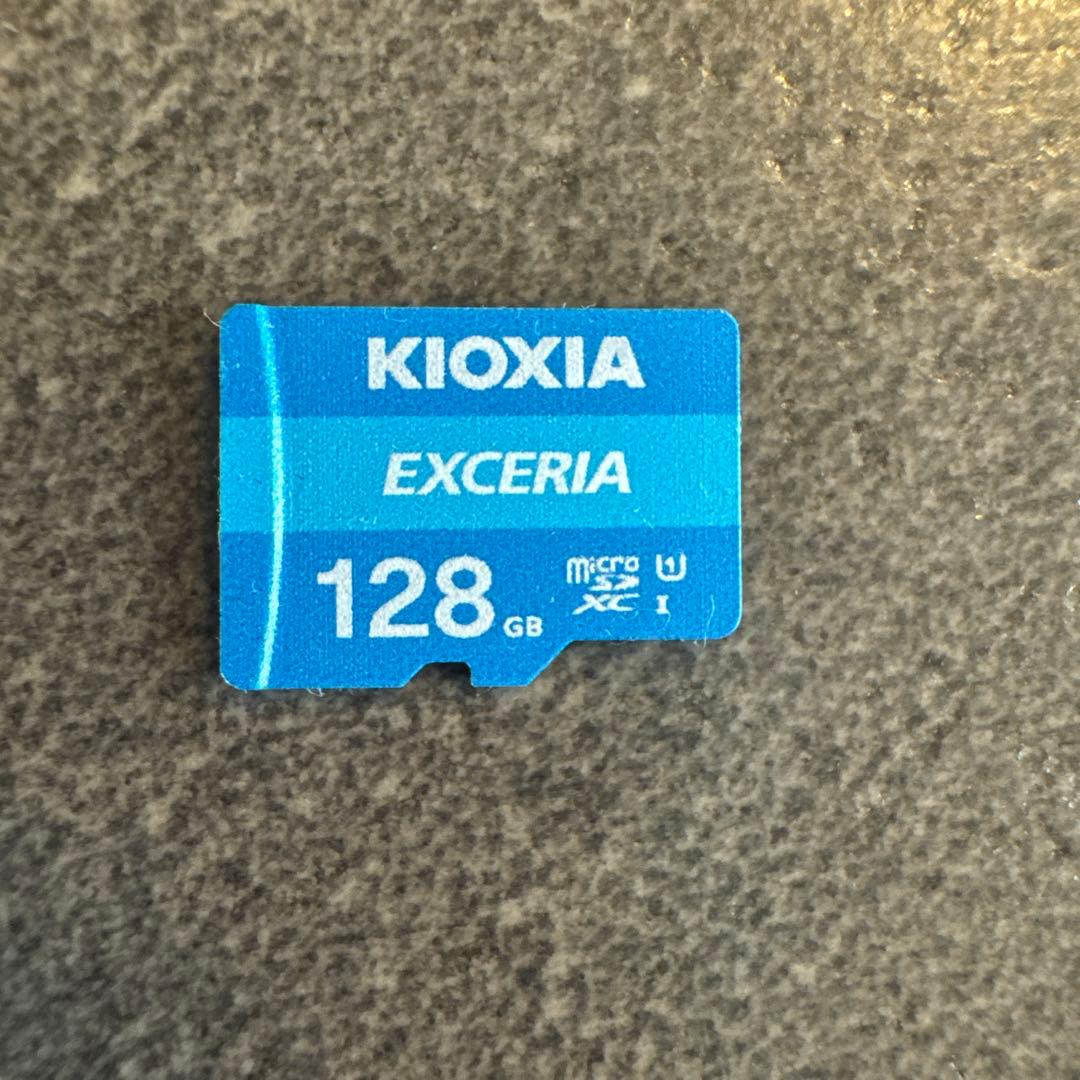 KIOXIA
EXCERIA
128 GB
micro SD XC U1 I